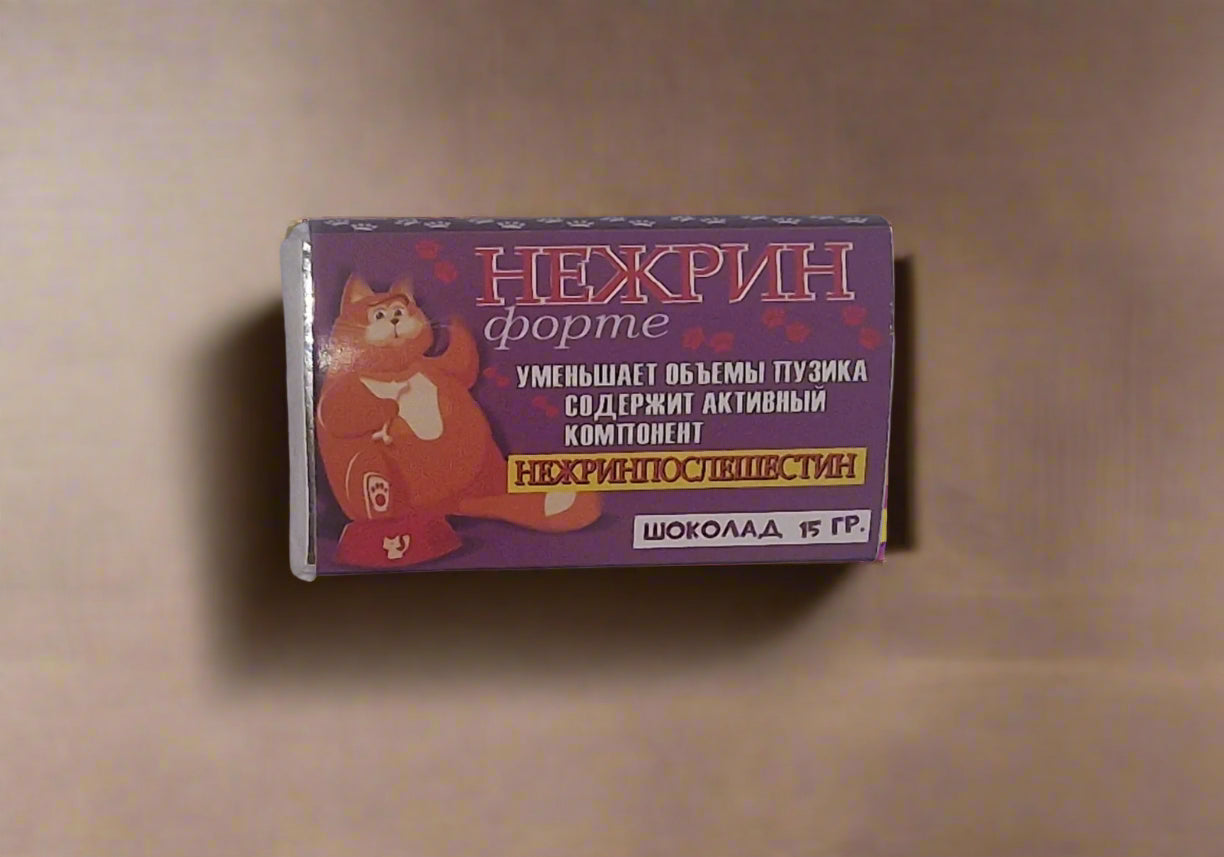 НЕЖРИН
форте
УМЕНЬШАЕТ ОБЪЕМЫ ПУЗИКА
СОДЕРЖИТ АКТИВНЫЙ
КОМПОНЕНТ
НЕЖРИНПОСЛЕШЕСТИН
ШОКОЛАД 15 ГР.